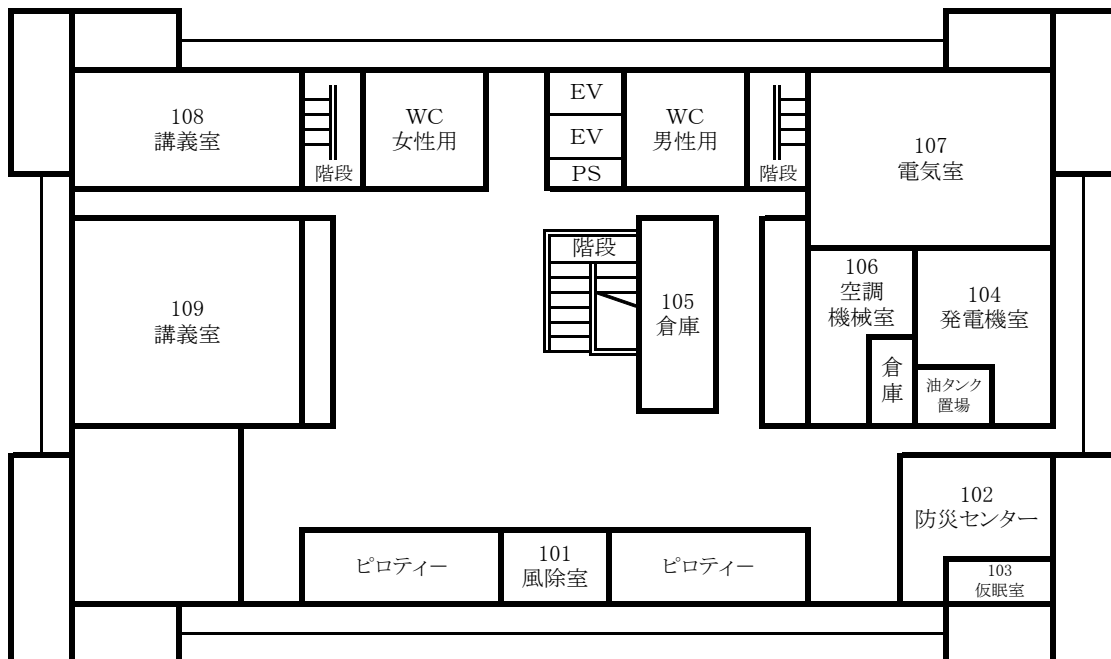 108
講義室
階段
WC
女性用
EV
EV
PS
WC
男性用
階段
107
電気室
109
講義室
階段
105
倉庫
106
空調
機械室
倉庫
104
発電機室
油タンク
置場
102
防災センター
103
仮眠室
ピロティー
101
風除室
ピロティー